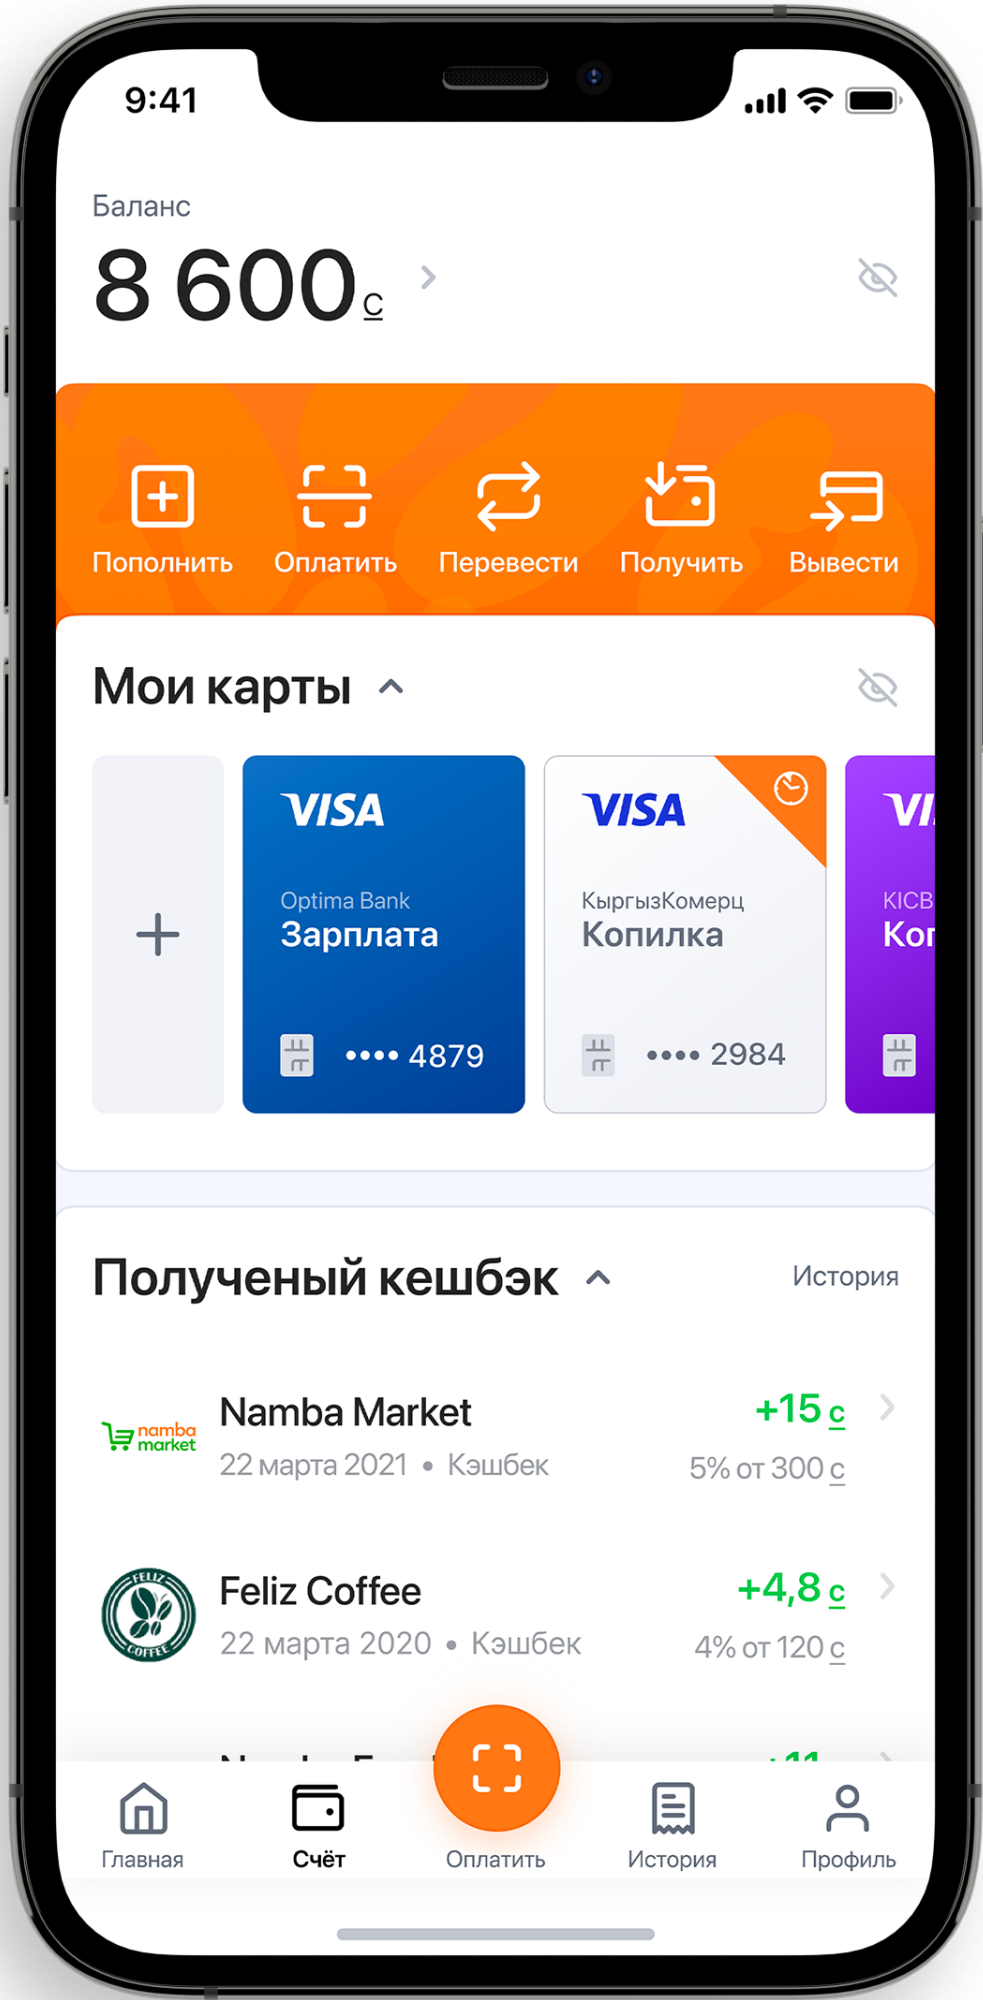 9:41
Баланс
8 600 с
Пополнить Оплатить Перевести Получить Вывести
Мои карты
VISA VISA
Optima Bank КыргызКомерц KICB
Зарплата Копилка
•••• 4879 •••• 2984
Полученый кешбэк История
namba
market
Namba Market +15 с
22 марта 2021 • Кэшбек 5% от 300 с
FELIZ
COFFEE
Feliz Coffee +4,8 с
22 марта 2020 • Кэшбек 4% от 120 с
Главная Счёт Оплатить История Профиль